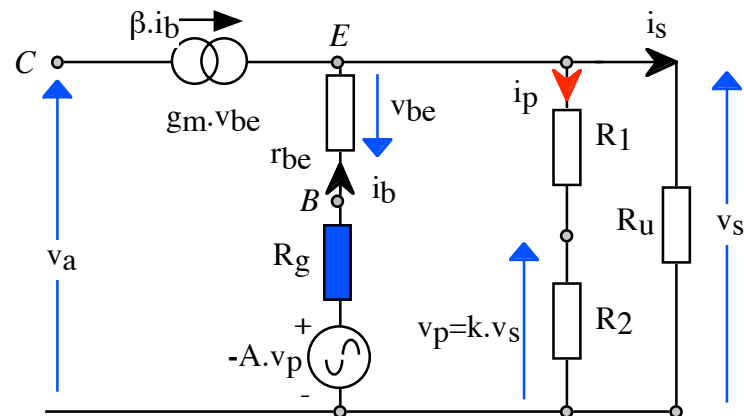 β.ib
E
is
C
ip
vbe
gm.vbe
R1
rbe
B
ib
Ru
vs
va
Rg
R2
+
vp=k.vs
-A.vp
-